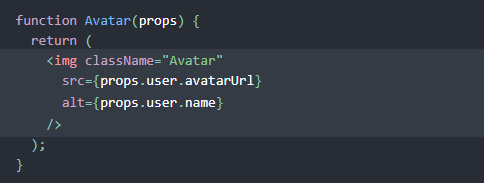 function Avatar(props) {
  return (
    <img className="Avatar"
      src={props.user.avatarUrl}
      alt={props.user.name}
    />
  );
}